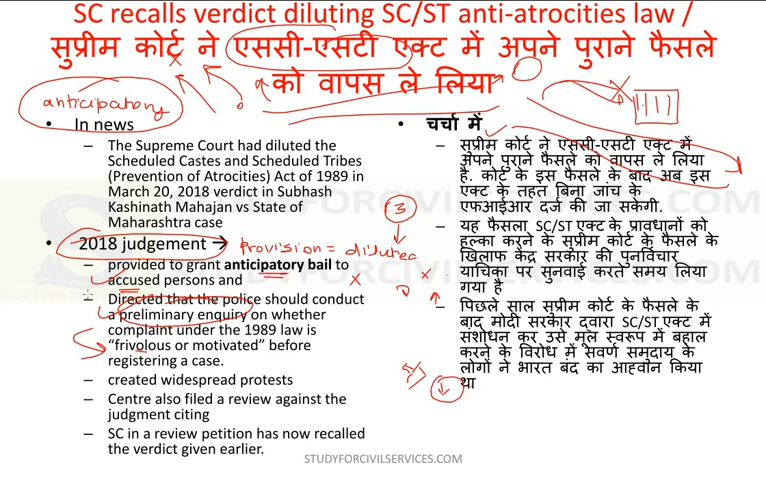 SC recalls verdict diluting SC/ST anti-atrocities law /
सुप्रीम कोर्ट ने एससी-एसटी एक्ट में अपने पुराने फैसले
को वापस ले लिया
anticipatory
• In news
– The Supreme Court had diluted the
Scheduled Castes and Scheduled Tribes
(Prevention of Atrocities) Act of 1989 in
March 20, 2018 verdict in Subhash
Kashinath Mahajan vs State of
Maharashtra case
• 2018 judgement → Provision = diluted
– provided to grant anticipatory bail to
accused persons and
– Directed that the police should conduct
a preliminary enquiry on whether
complaint under the 1989 law is
“frivolous or motivated” before
registering a case.
– created widespread protests
– Centre also filed a review against the
judgment citing
– SC in a review petition has now recalled
the verdict given earlier.
• चर्चा में
– सुप्रीम कोर्ट ने एससी-एसटी एक्ट में
अपने पुराने फैसले को वापस ले लिया
है. कोर्ट के इस फैसले के बाद अब इस
एक्ट के तहत बिना जांच के
एफआईआर दर्ज की जा सकेगी.
– यह फैसला SC/ST एक्ट के प्रावधानों को
हल्का करने के सुप्रीम कोर्ट के फैसले के
खिलाफ केंद्र सरकार की पुनर्विचार
याचिका पर सुनवाई करते समय लिया
गया है
– पिछले साल सुप्रीम कोर्ट के फैसले के
बाद मोदी सरकार द्वारा SC/ST एक्ट में
संशोधन कर उसे मूल स्वरूप में बहाल
करने के विरोध में सवर्ण समुदाय के
लोगों ने भारत बंद का आह्वीन किया
था
3
STUDYFORCIVILSERVICES.COM